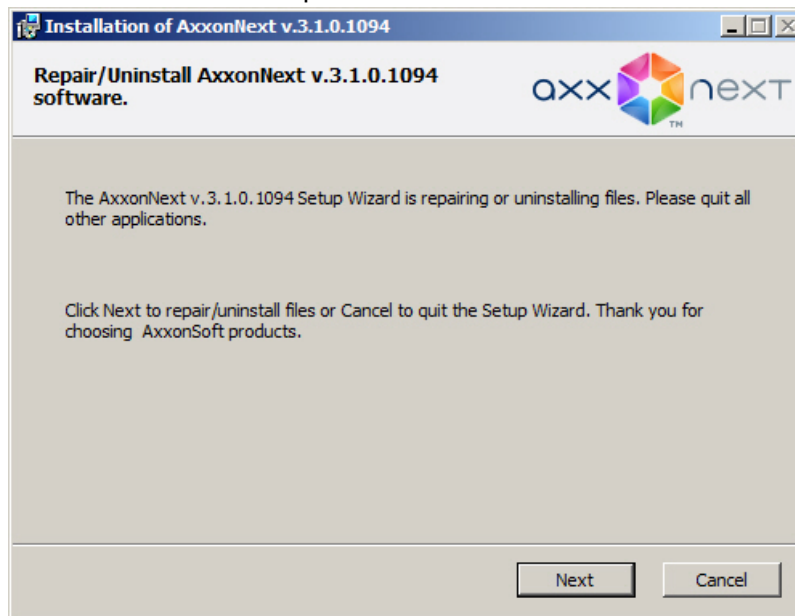 Installation of AxxonNext v.3.1.0.1094
Repair/Uninstall AxxonNext v.3.1.0.1094
software.
axx next
TM
The AxxonNext v.3.1.0.1094 Setup Wizard is repairing or uninstalling files. Please quit all
other applications.
Click Next to repair/uninstall files or Cancel to quit the Setup Wizard. Thank you for
choosing  AxxonSoft products.
Next
Cancel